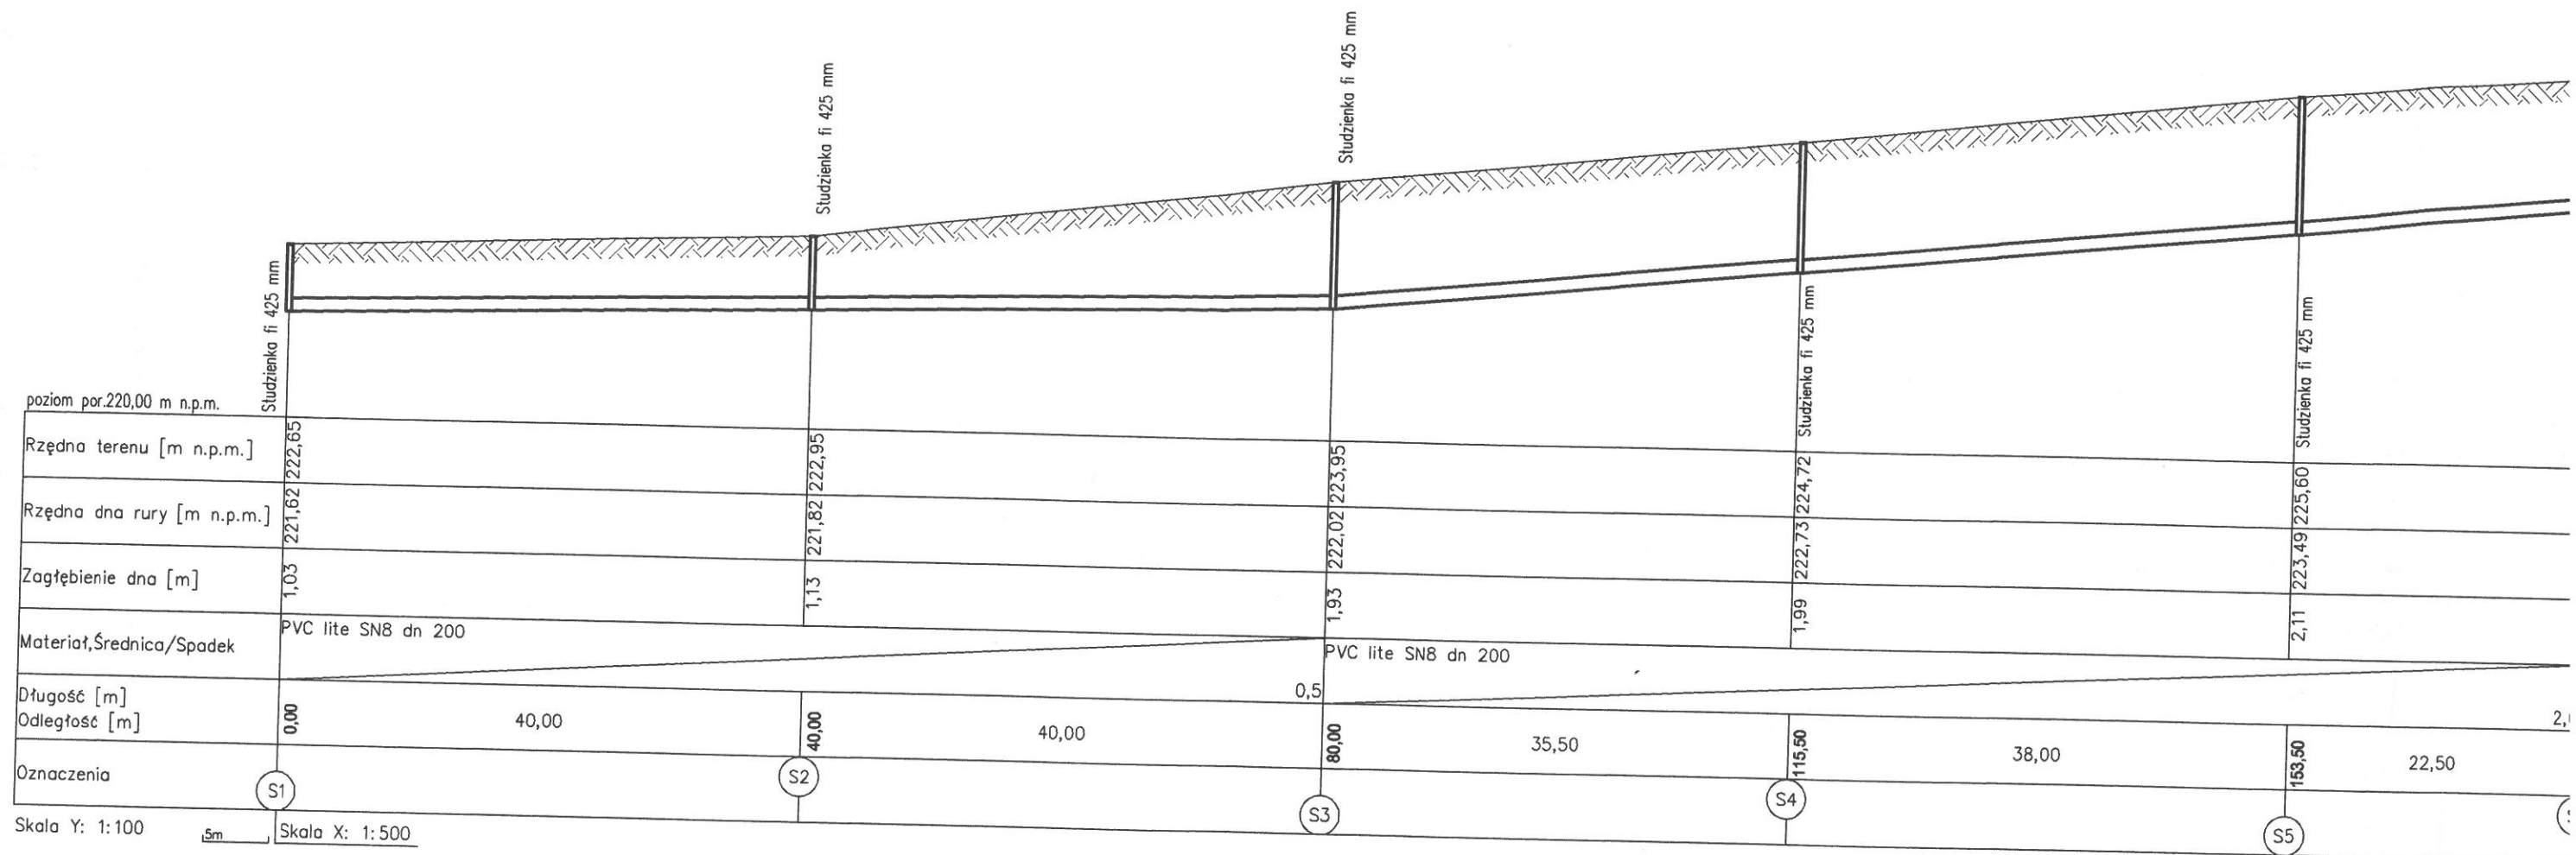 Studzienka fi 425 mm
Studzienka fi 425 mm
Studzienka fi 425 mm
Studzienka fi 425 mm
Studzienka fi 425 mm
poziom por.220,00 m n.p.m.
Rzędna terenu [m n.p.m.] 222,65 222,95 223,95 224,72 225,60
Rzędna dna rury [m n.p.m.] 221,62 221,82 222,02 222,73 223,49
Zagłębienie dna [m] 1,03 1,13 1,93 1,99 2,11
Materiał,Średnica/Spadek PVC lite SN8 dn 200 0,5 PVC lite SN8 dn 200
Długość [m]
Odległość [m] 0,00 40,00 40,00 40,00 80,00 35,50 115,50 38,00 153,50 22,50
Oznaczenia S1 S2 S3 S4 S5
Skala Y: 1:100 5m Skala X: 1:500